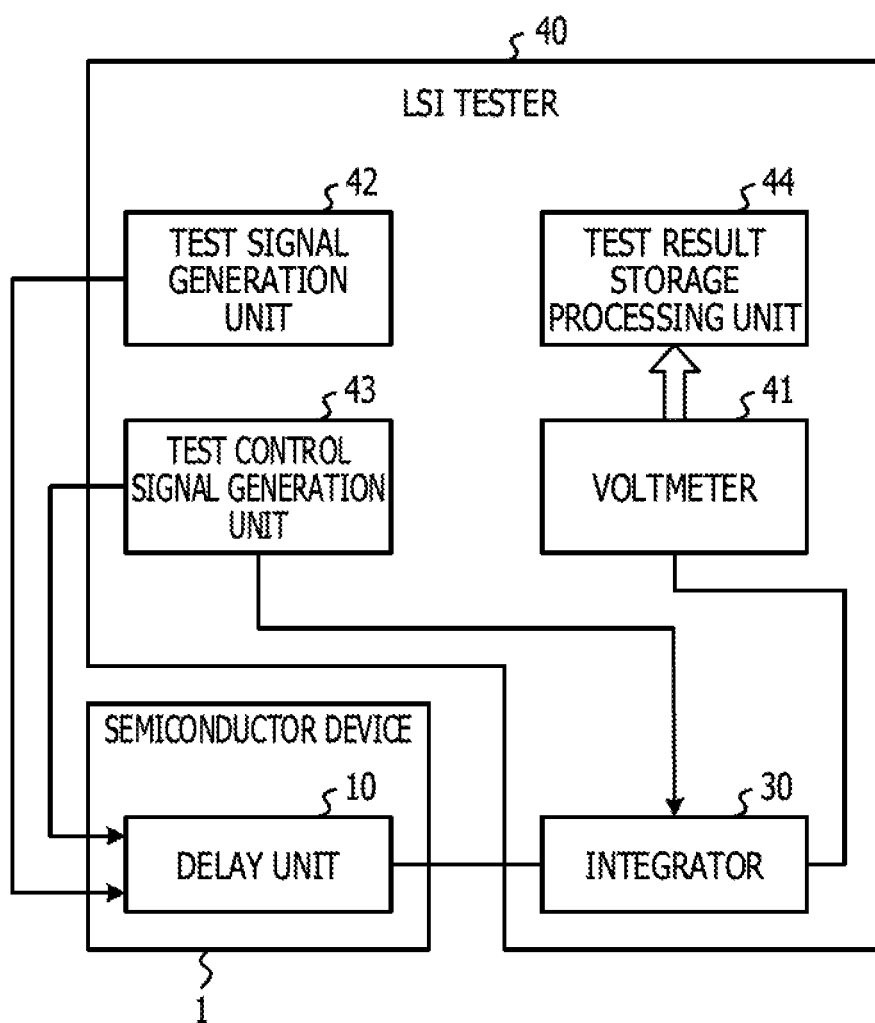 40
LSI TESTER
42
TEST SIGNAL
GENERATION
UNIT
44
TEST RESULT
STORAGE
PROCESSING UNIT
43
TEST CONTROL
SIGNAL GENERATION
UNIT
41
VOLTMETER
SEMICONDUCTOR DEVICE
10
DELAY UNIT
30
INTEGRATOR
1